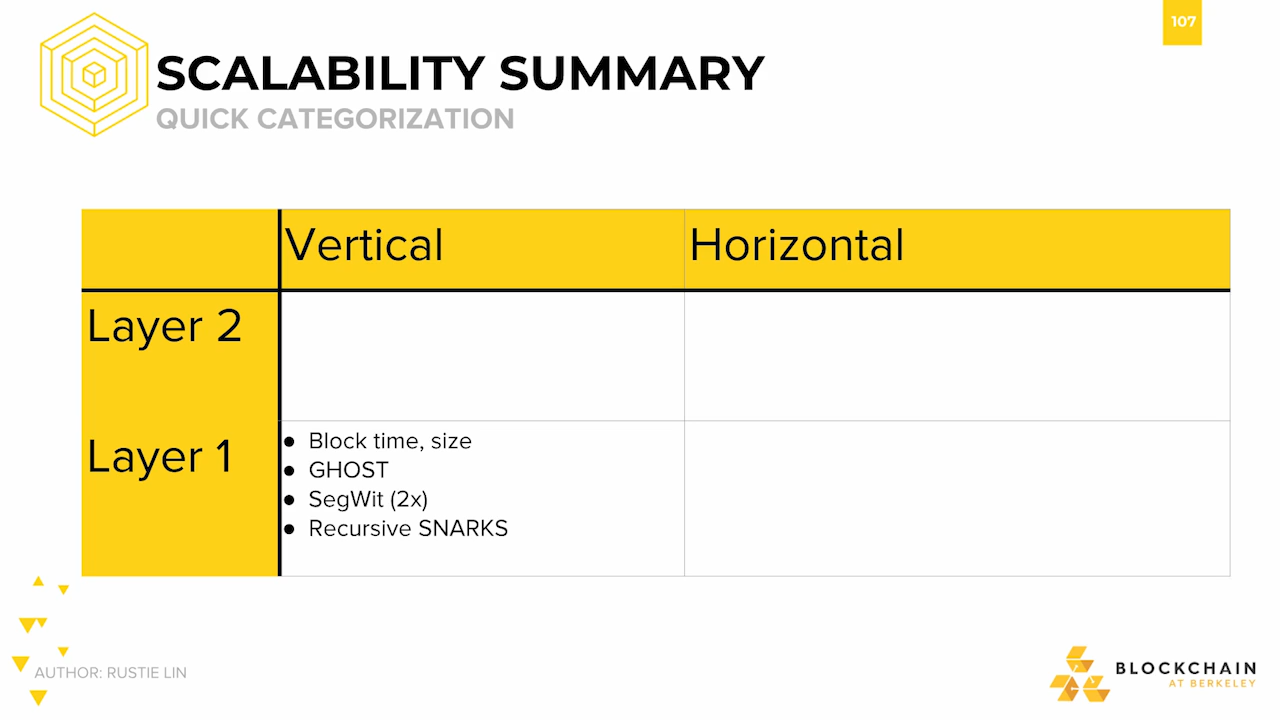 107
SCALABILITY SUMMARY
QUICK CATEGORIZATION
Vertical
Horizontal
Layer 2
Layer 1
● Block time, size
● GHOST
● SegWit (2x)
● Recursive SNARKS
AUTHOR: RUSTIE LIN
BLOCKCHAIN
AT BERKELEY